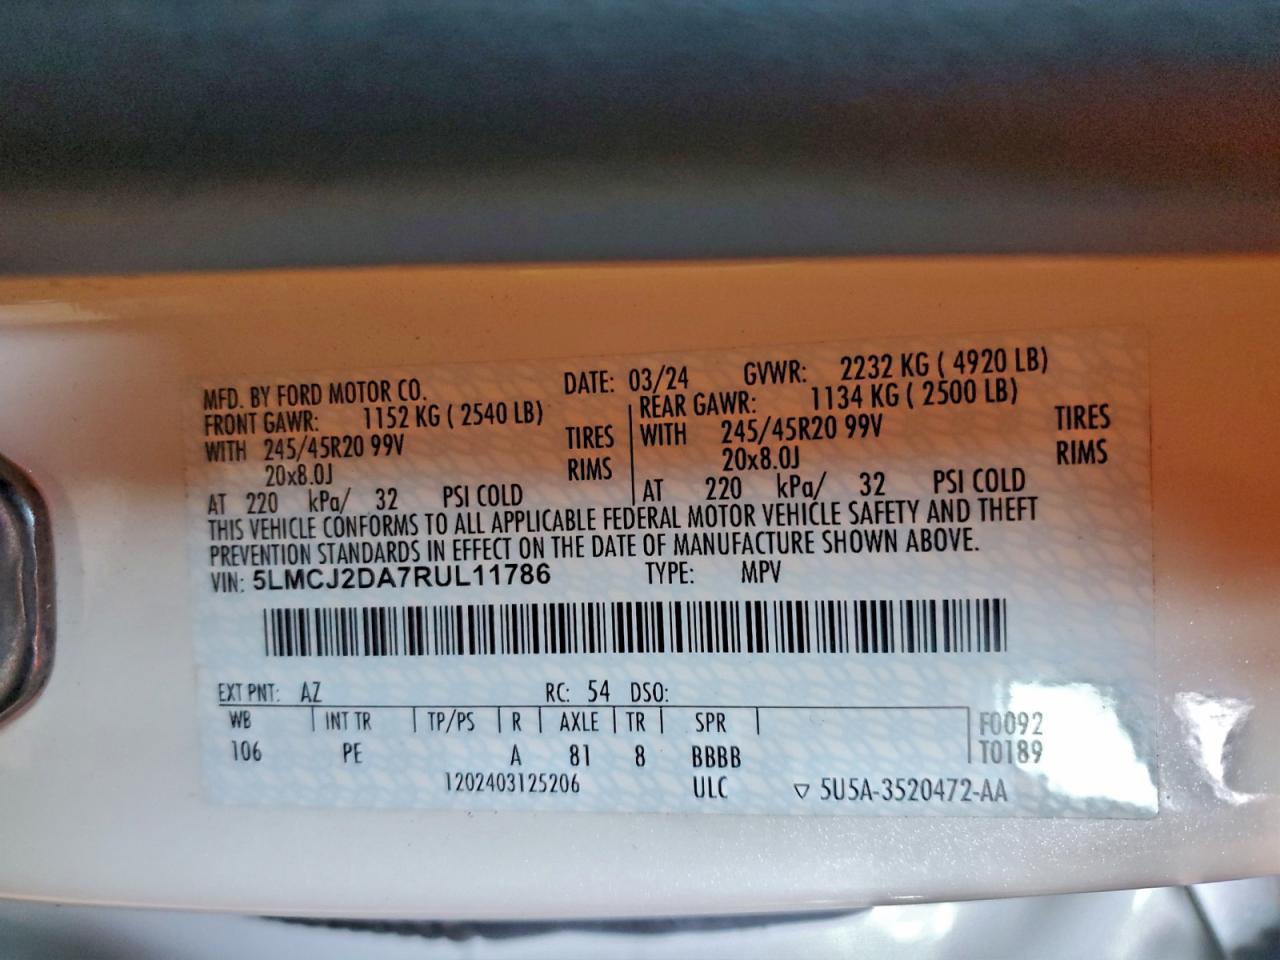 MFD. BY FORD MOTOR CO. DATE: 03/24 GVWR: 2232 KG ( 4920 LB)
FRONT GAWR: 1152 KG ( 2540 LB) REAR GAWR: 1134 KG ( 2500 LB)
WITH 245/45R20 99V TIRES WITH 245/45R20 99V TIRES
20x8.0J RIMS 20x8.0J RIMS
AT 220 kPa/ 32 PSI COLD AT 220 kPa/ 32 PSI COLD
THIS VEHICLE CONFORMS TO ALL APPLICABLE FEDERAL MOTOR VEHICLE SAFETY AND THEFT
PREVENTION STANDARDS IN EFFECT ON THE DATE OF MANUFACTURE SHOWN ABOVE.
VIN: 5LMCJ2DA7RUL11786 TYPE: MPV
EXT PNT: AZ RC: 54 DSO:
WB INT TR TP/PS R AXLE TR SPR F0092
106 PE A 81 8 BBBB T0189
1202403125206 ULC ▽ 5U5A-3520472-AA